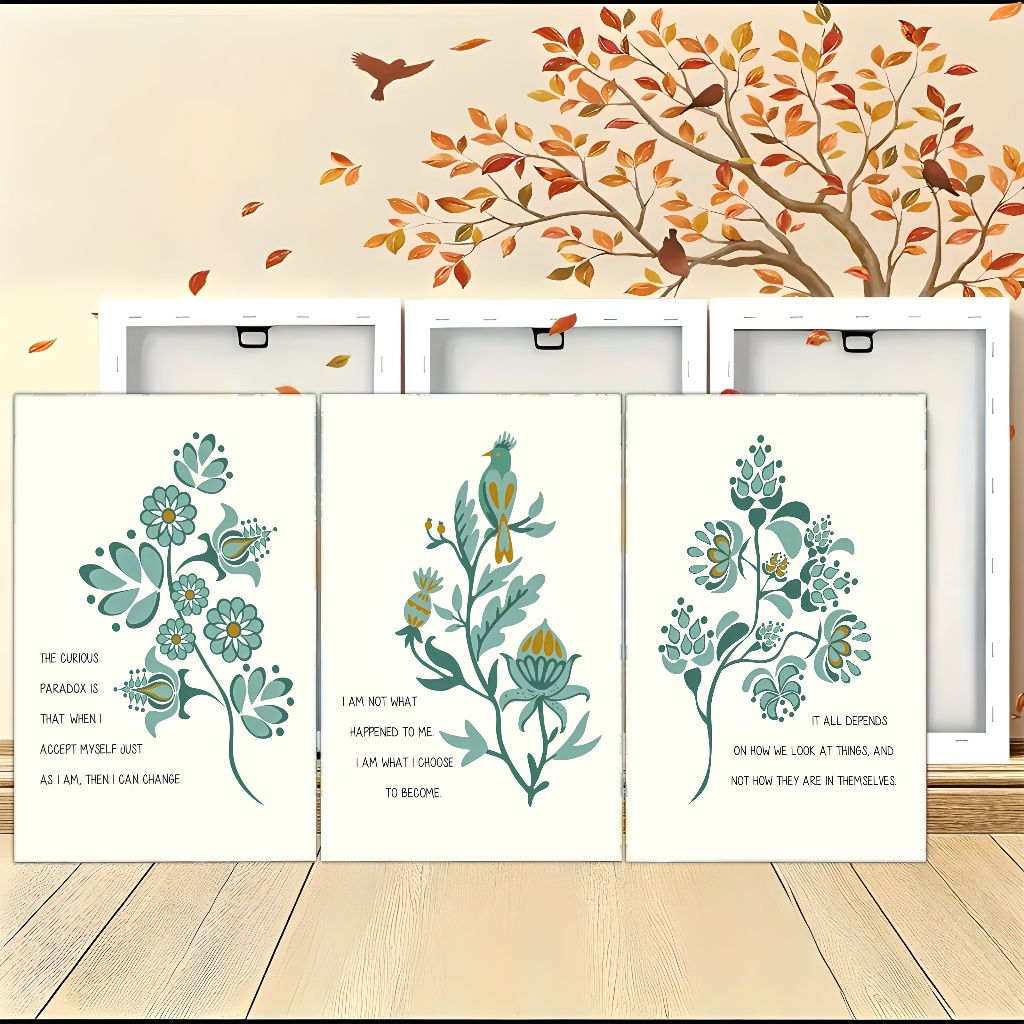 THE CURIOUS
PARADOX IS
THAT WHEN I
ACCEPT MYSELF JUST
AS I AM, THEN I CAN CHANGE
I AM NOT WHAT
HAPPENED TO ME.
I AM WHAT I CHOOSE
TO BECOME.
IT ALL DEPENDS
ON HOW WE LOOK AT THINGS, AND
NOT HOW THEY ARE IN THEMSELVES.